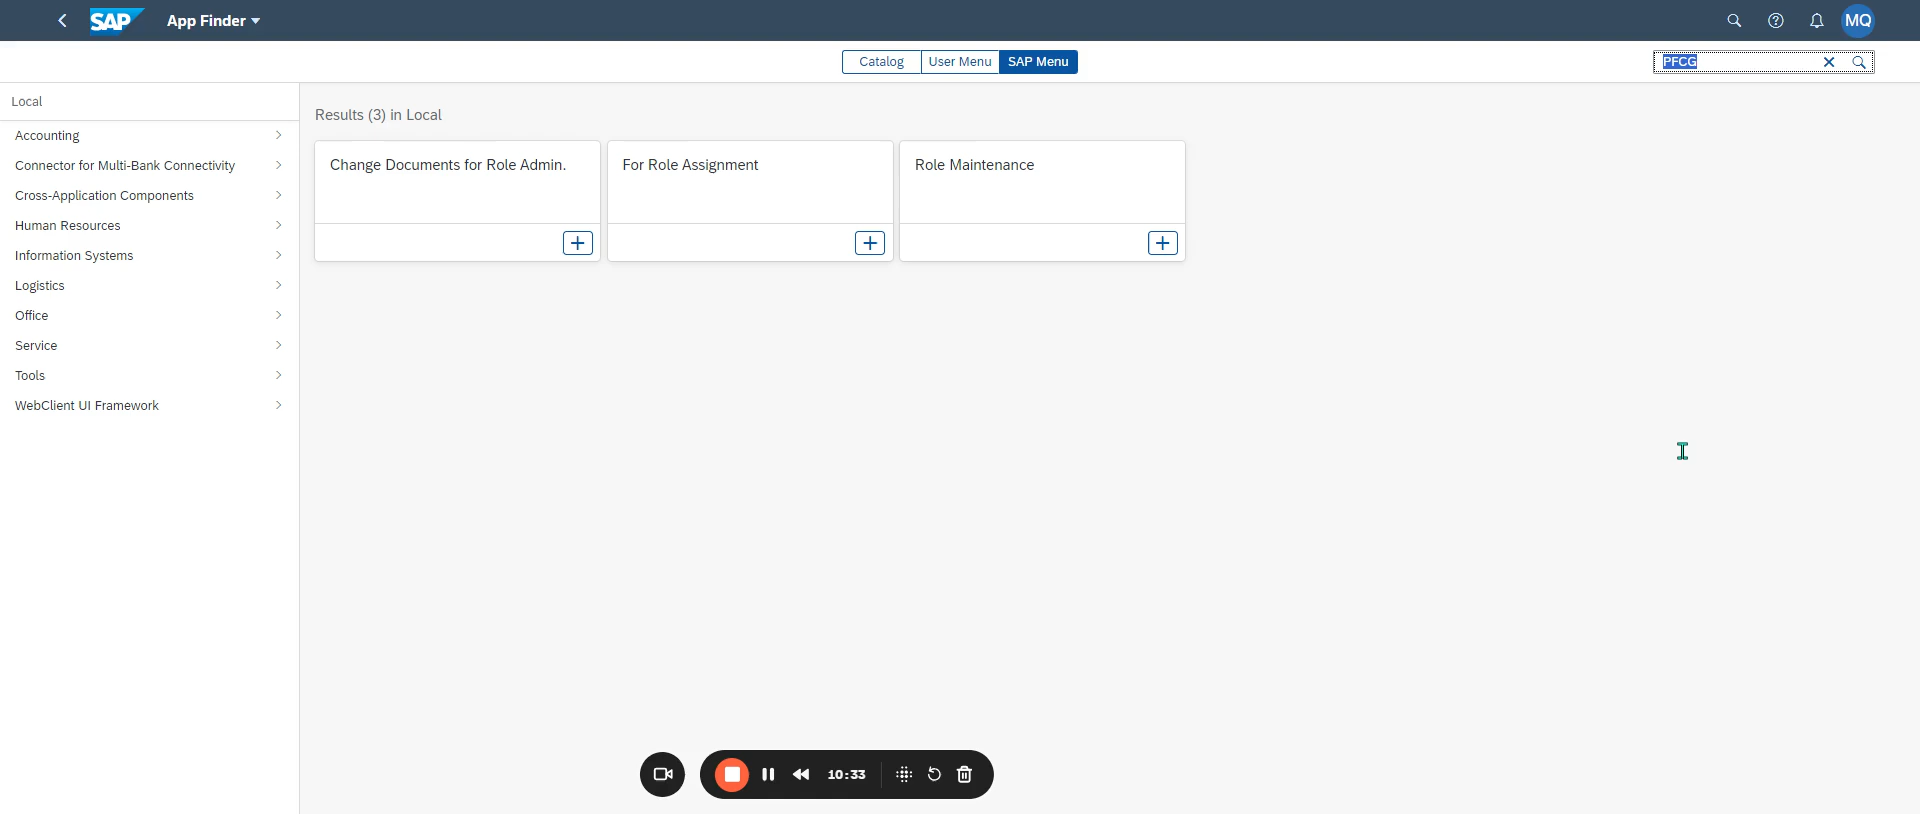 SAP
App Finder
MQ
Catalog
User Menu
SAP Menu
PFCG
Local
Results (3) in Local
Accounting
Connector for Multi-Bank Connectivity
Cross-Application Components
Human Resources
Information Systems
Logistics
Office
Service
Tools
WebClient UI Framework
Change Documents for Role Admin.
For Role Assignment
Role Maintenance
10:33